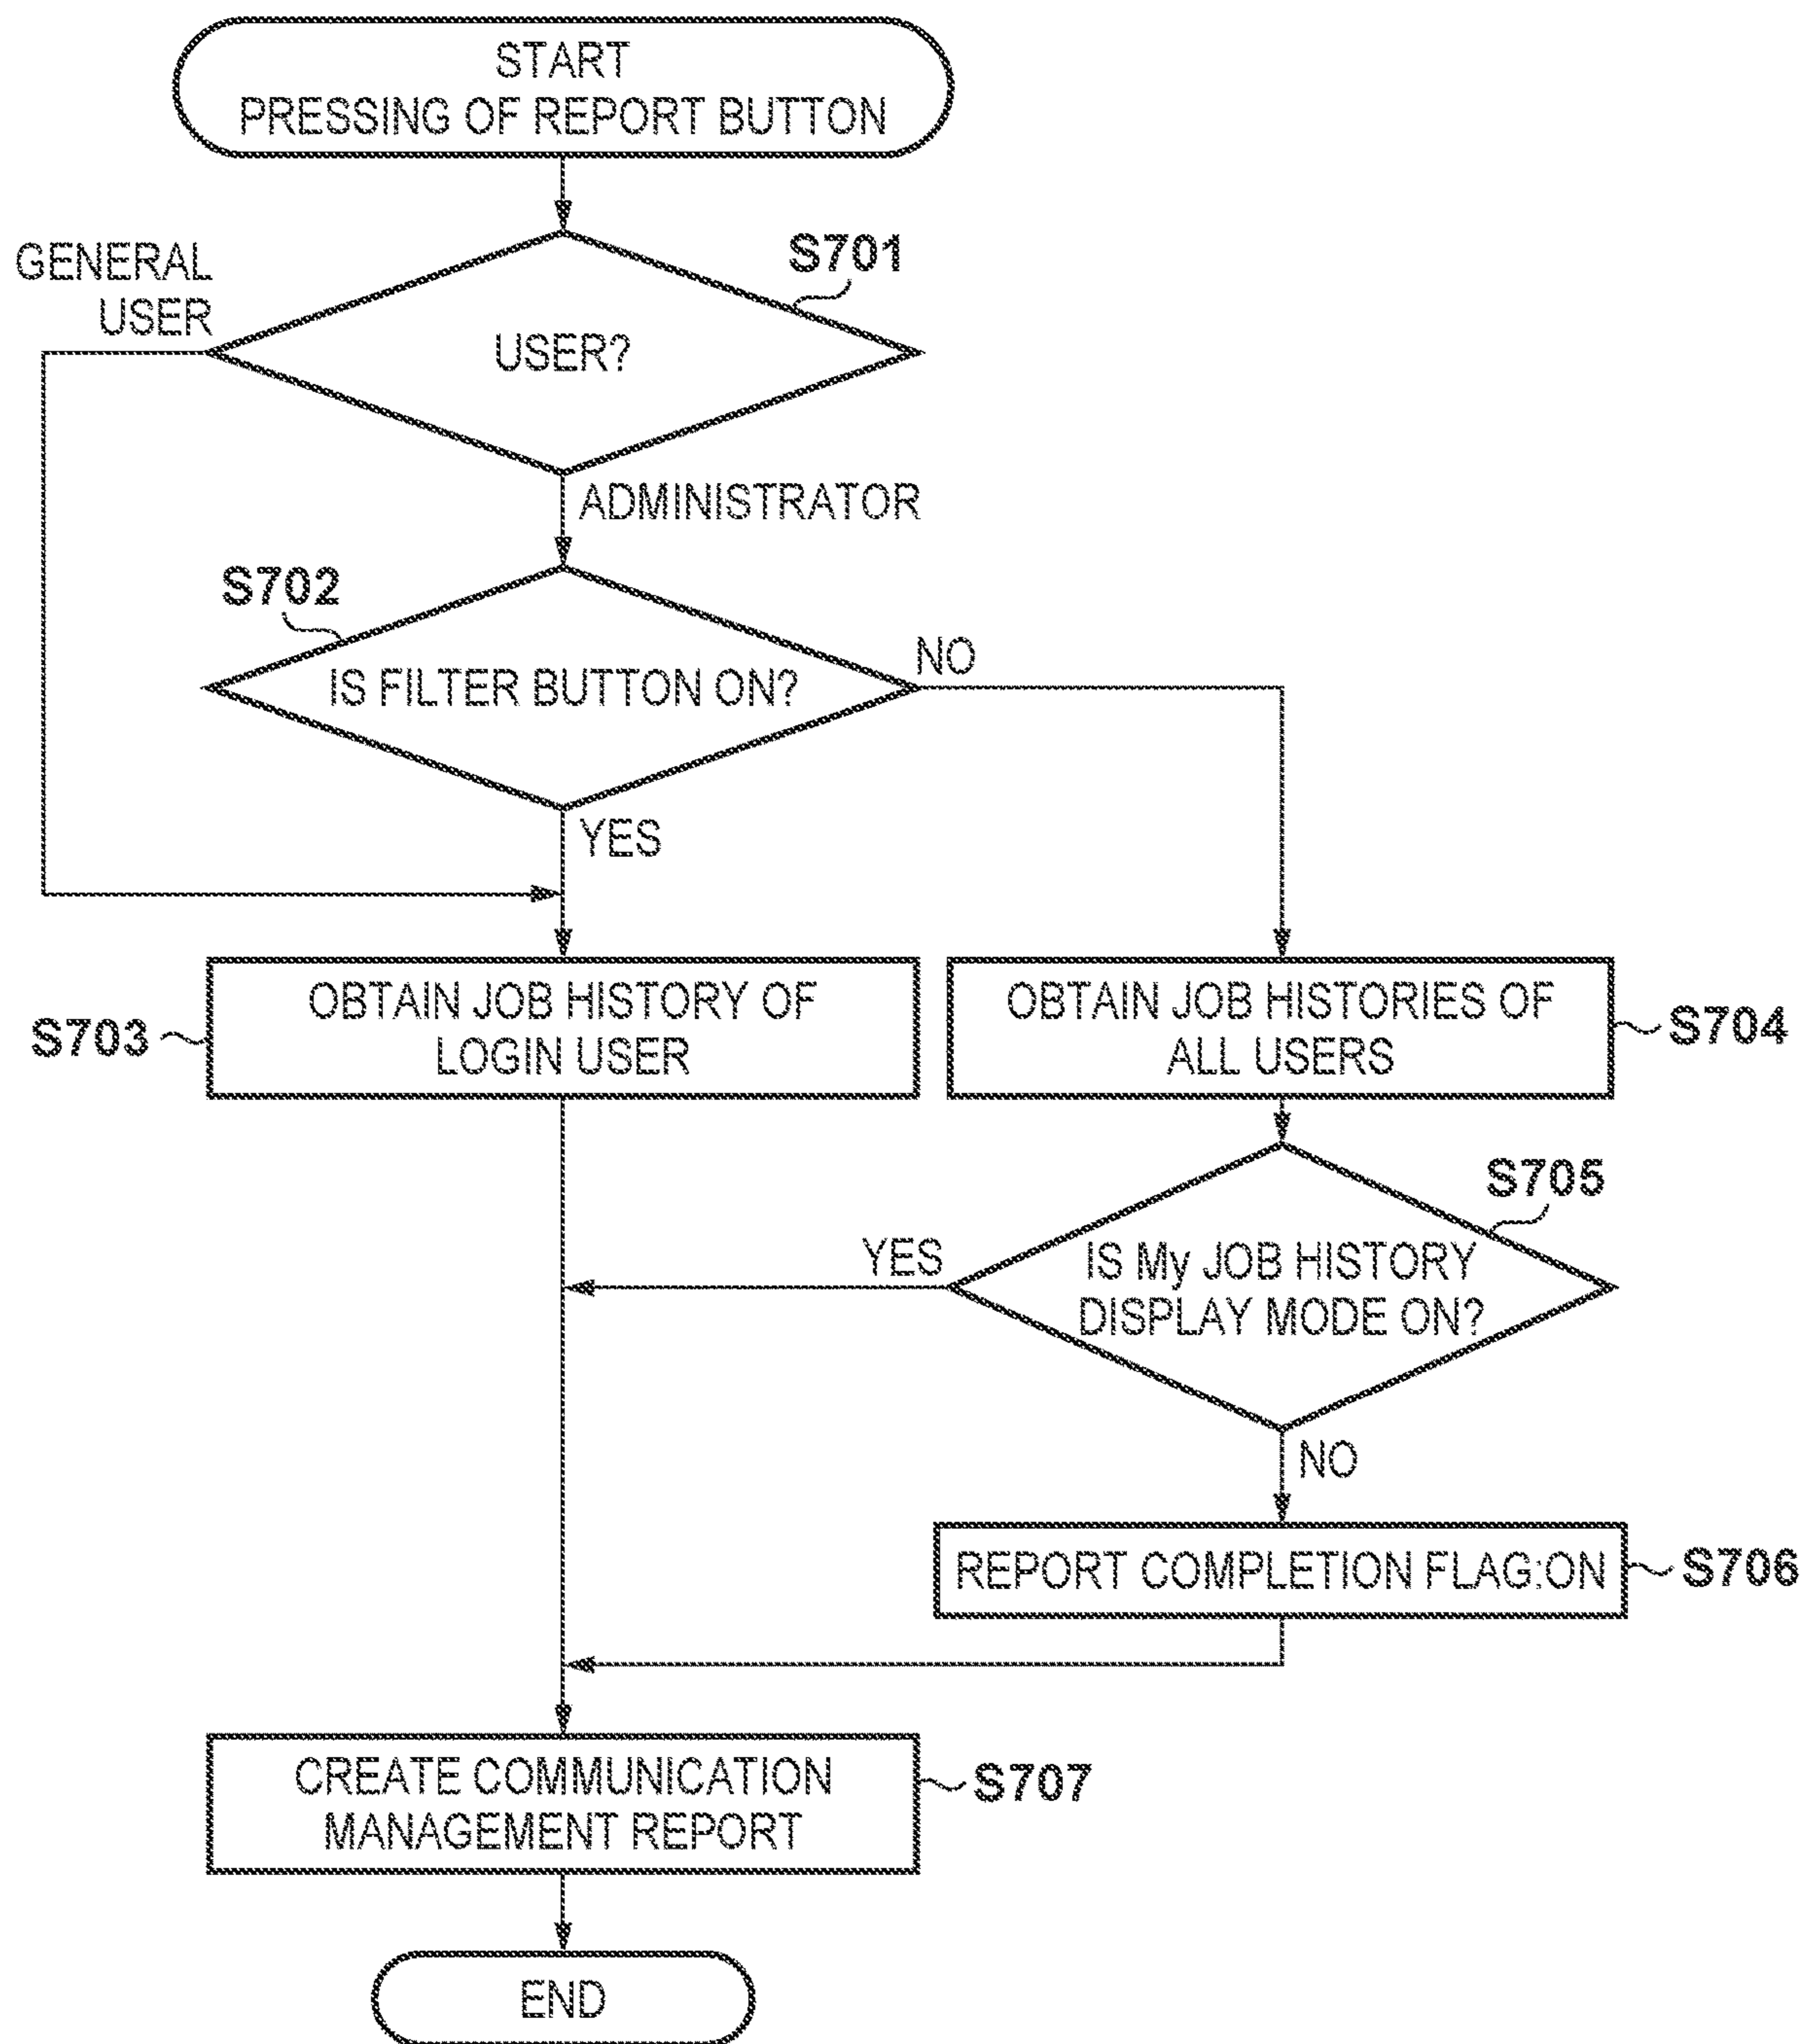 START
PRESSING OF REPORT BUTTON
S701
GENERAL
USER
USER?
ADMINISTRATOR
S702
IS FILTER BUTTON ON?
NO
YES
S703
OBTAIN JOB HISTORY OF
LOGIN USER
OBTAIN JOB HISTORIES OF
ALL USERS
S704
S705
YES
IS My JOB HISTORY
DISPLAY MODE ON?
NO
REPORT COMPLETION FLAG:ON
S706
CREATE COMMUNICATION
MANAGEMENT REPORT
S707
END